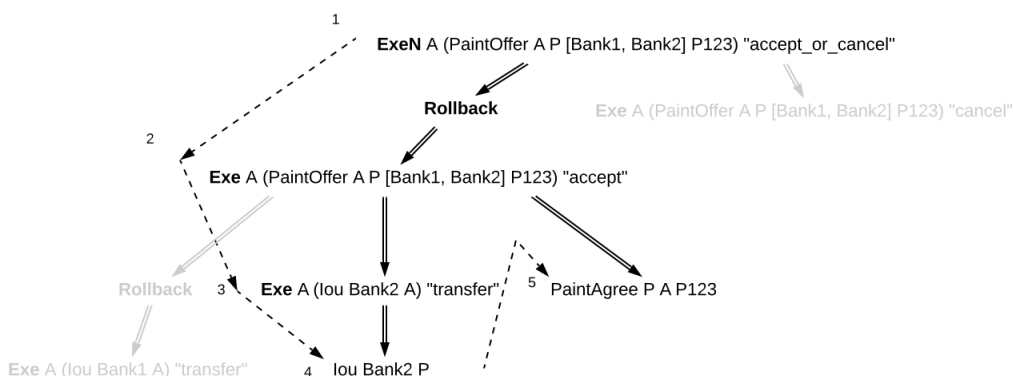 1
ExeN A (PaintOffer A P [Bank1, Bank2] P123) "accept_or_cancel"
Rollback
Exe A (PaintOffer A P [Bank1, Bank2] P123) "cancel"
2
Exe A (PaintOffer A P [Bank1, Bank2] P123) "accept"
Rollback
3
Exe A (Iou Bank2 A) "transfer"
5
PaintAgree P A P123
Exe A (Iou Bank1 A) "transfer"
4
Iou Bank2 P